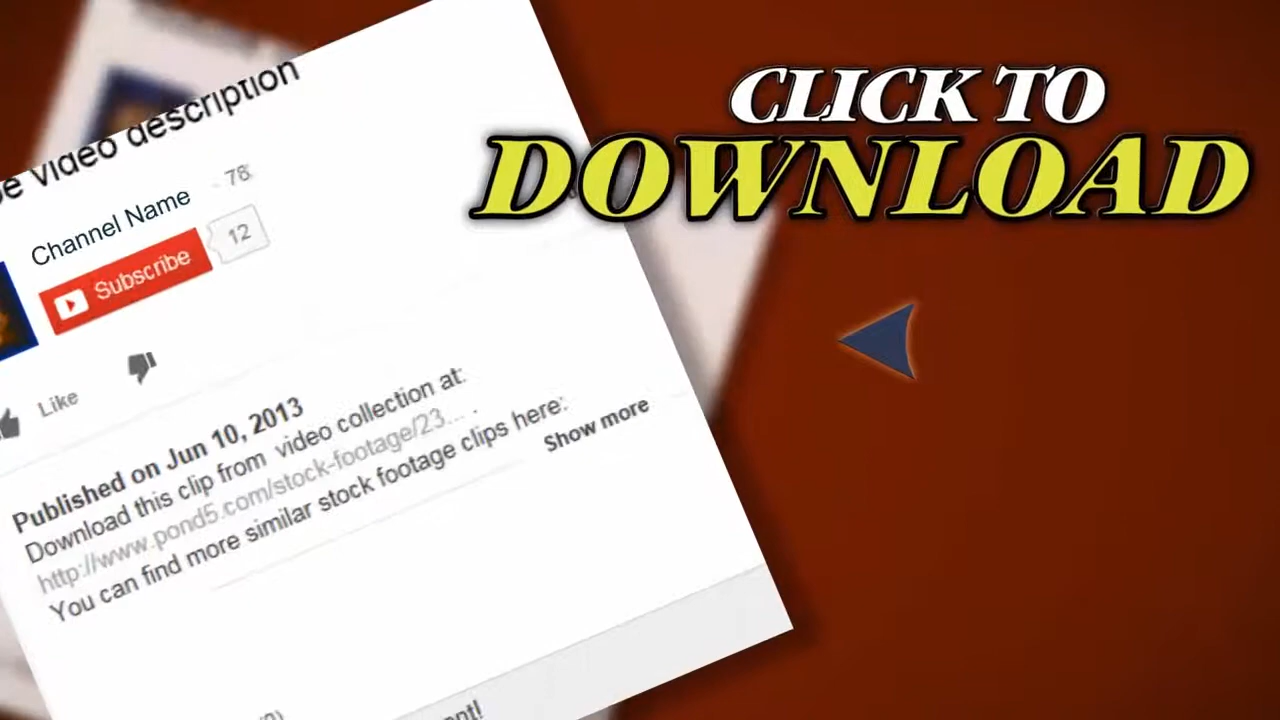 CLICK TO
DOWNLOAD
video description
Channel Name
78
Subscribe
12
Like
Published on Jun 10, 2013
Download this clip from video collection at:
http://www.pond5.com/stock-footage/23... .
You can find more similar stock footage clips here:
Show more